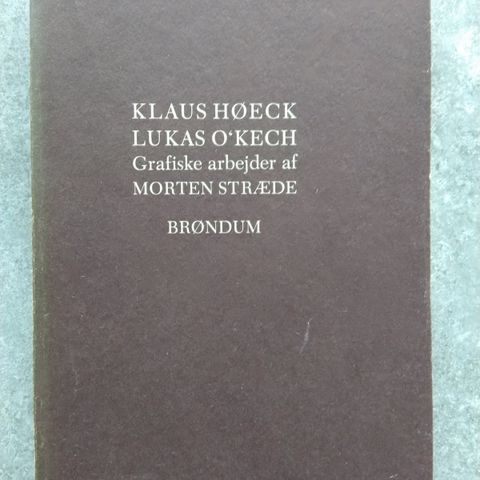 KLAUS HØECK
LUKAS O‘KECH
Grafiske arbejder af
MORTEN STRÆDE
BRØNDUM